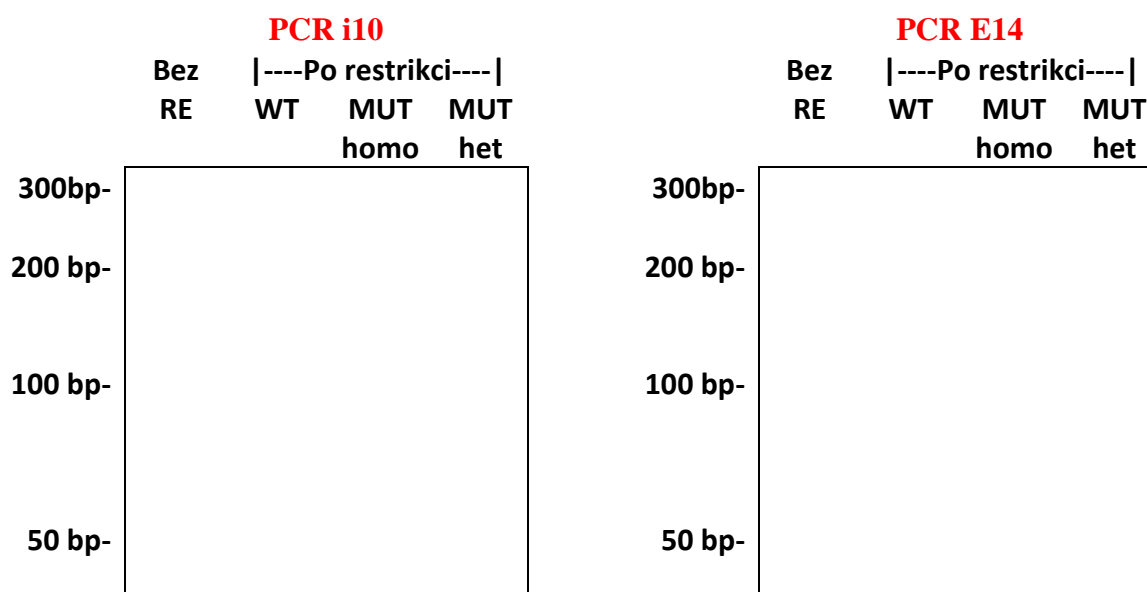 PCR i10
Bez |----Po restrikci----|
RE WT MUT MUT
homo het
300bp-
200 bp-
100 bp-
50 bp-
PCR E14
Bez |----Po restrikci----|
RE WT MUT MUT
homo het
300bp-
200 bp-
100 bp-
50 bp-